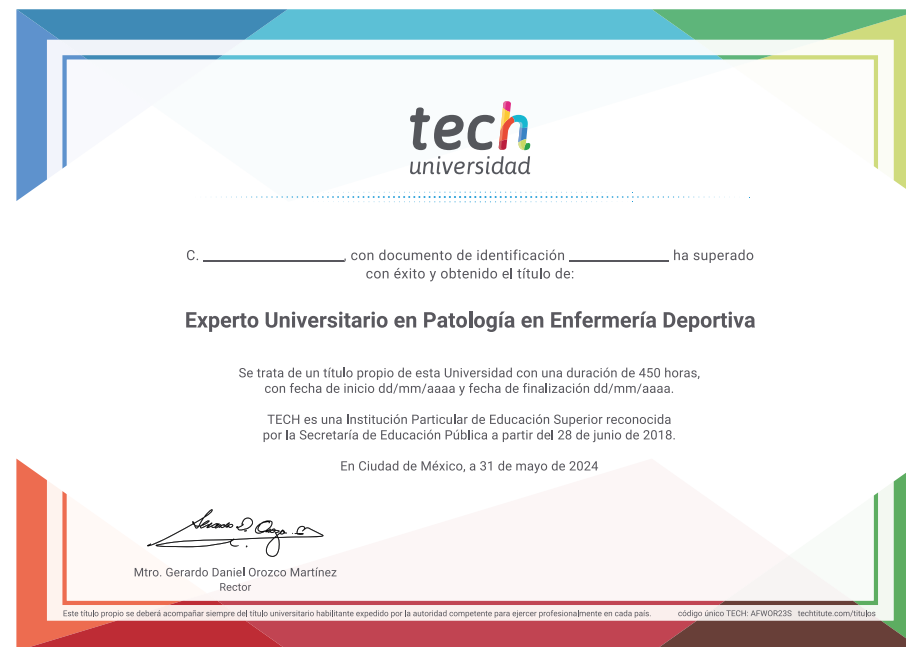 tech
universidad
C. ____________________, con documento de identificación ______________ ha superado
con éxito y obtenido el título de:
Experto Universitario en Patología en Enfermería Deportiva
Se trata de un título propio de esta Universidad con una duración de 450 horas,
con fecha de inicio dd/mm/aaaa y fecha de finalización dd/mm/aaaa.
TECH es una Institución Particular de Educación Superior reconocida
por la Secretaría de Educación Pública a partir del 28 de junio de 2018.
En Ciudad de México, a 31 de mayo de 2024
Mtro. Gerardo Daniel Orozco Martínez
Rector
Este título propio se deberá acompañar siempre del título universitario habilitante expedido por la autoridad competente para ejercer profesionalmente en cada país. código único TECH: AFWOR23S techtitute.com/titulos